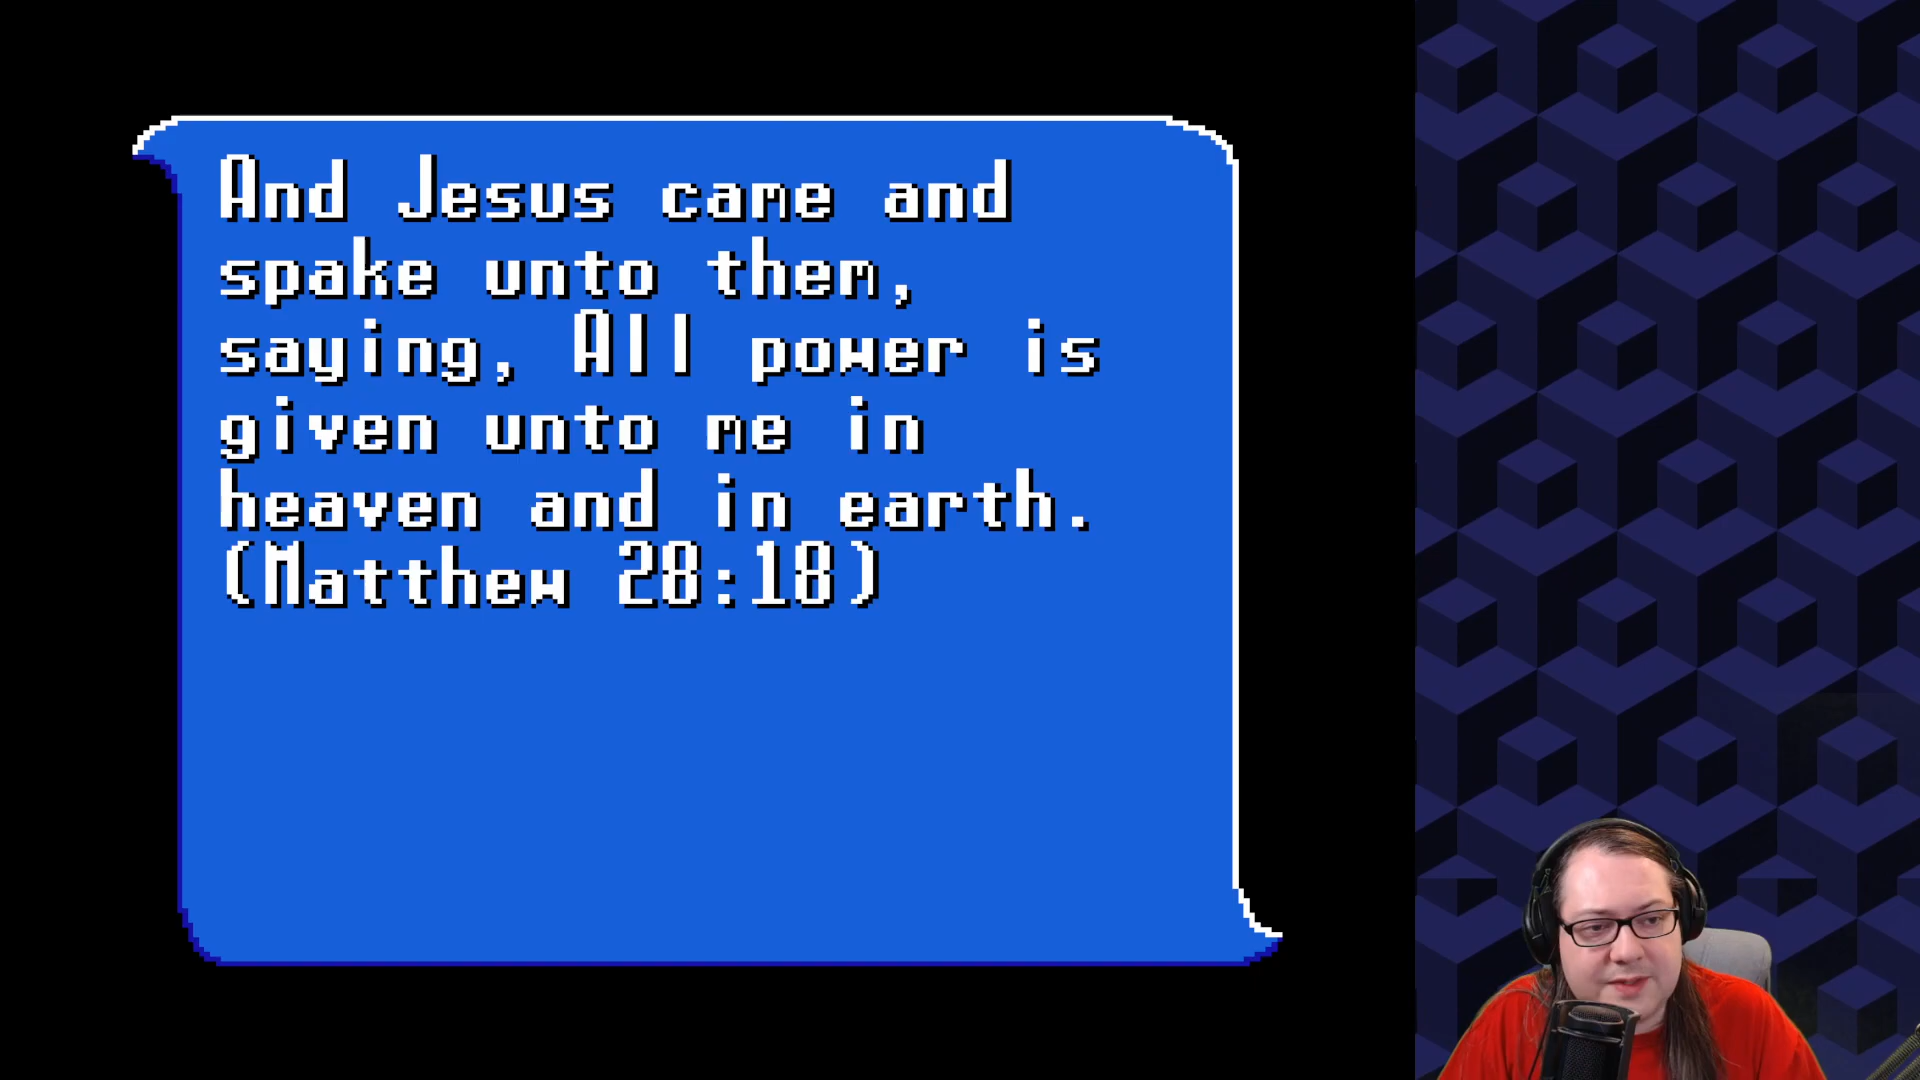 And Jesus came and
spake unto them,
saying, All power is
given unto me in
heaven and in earth.
(Matthew 28:18)